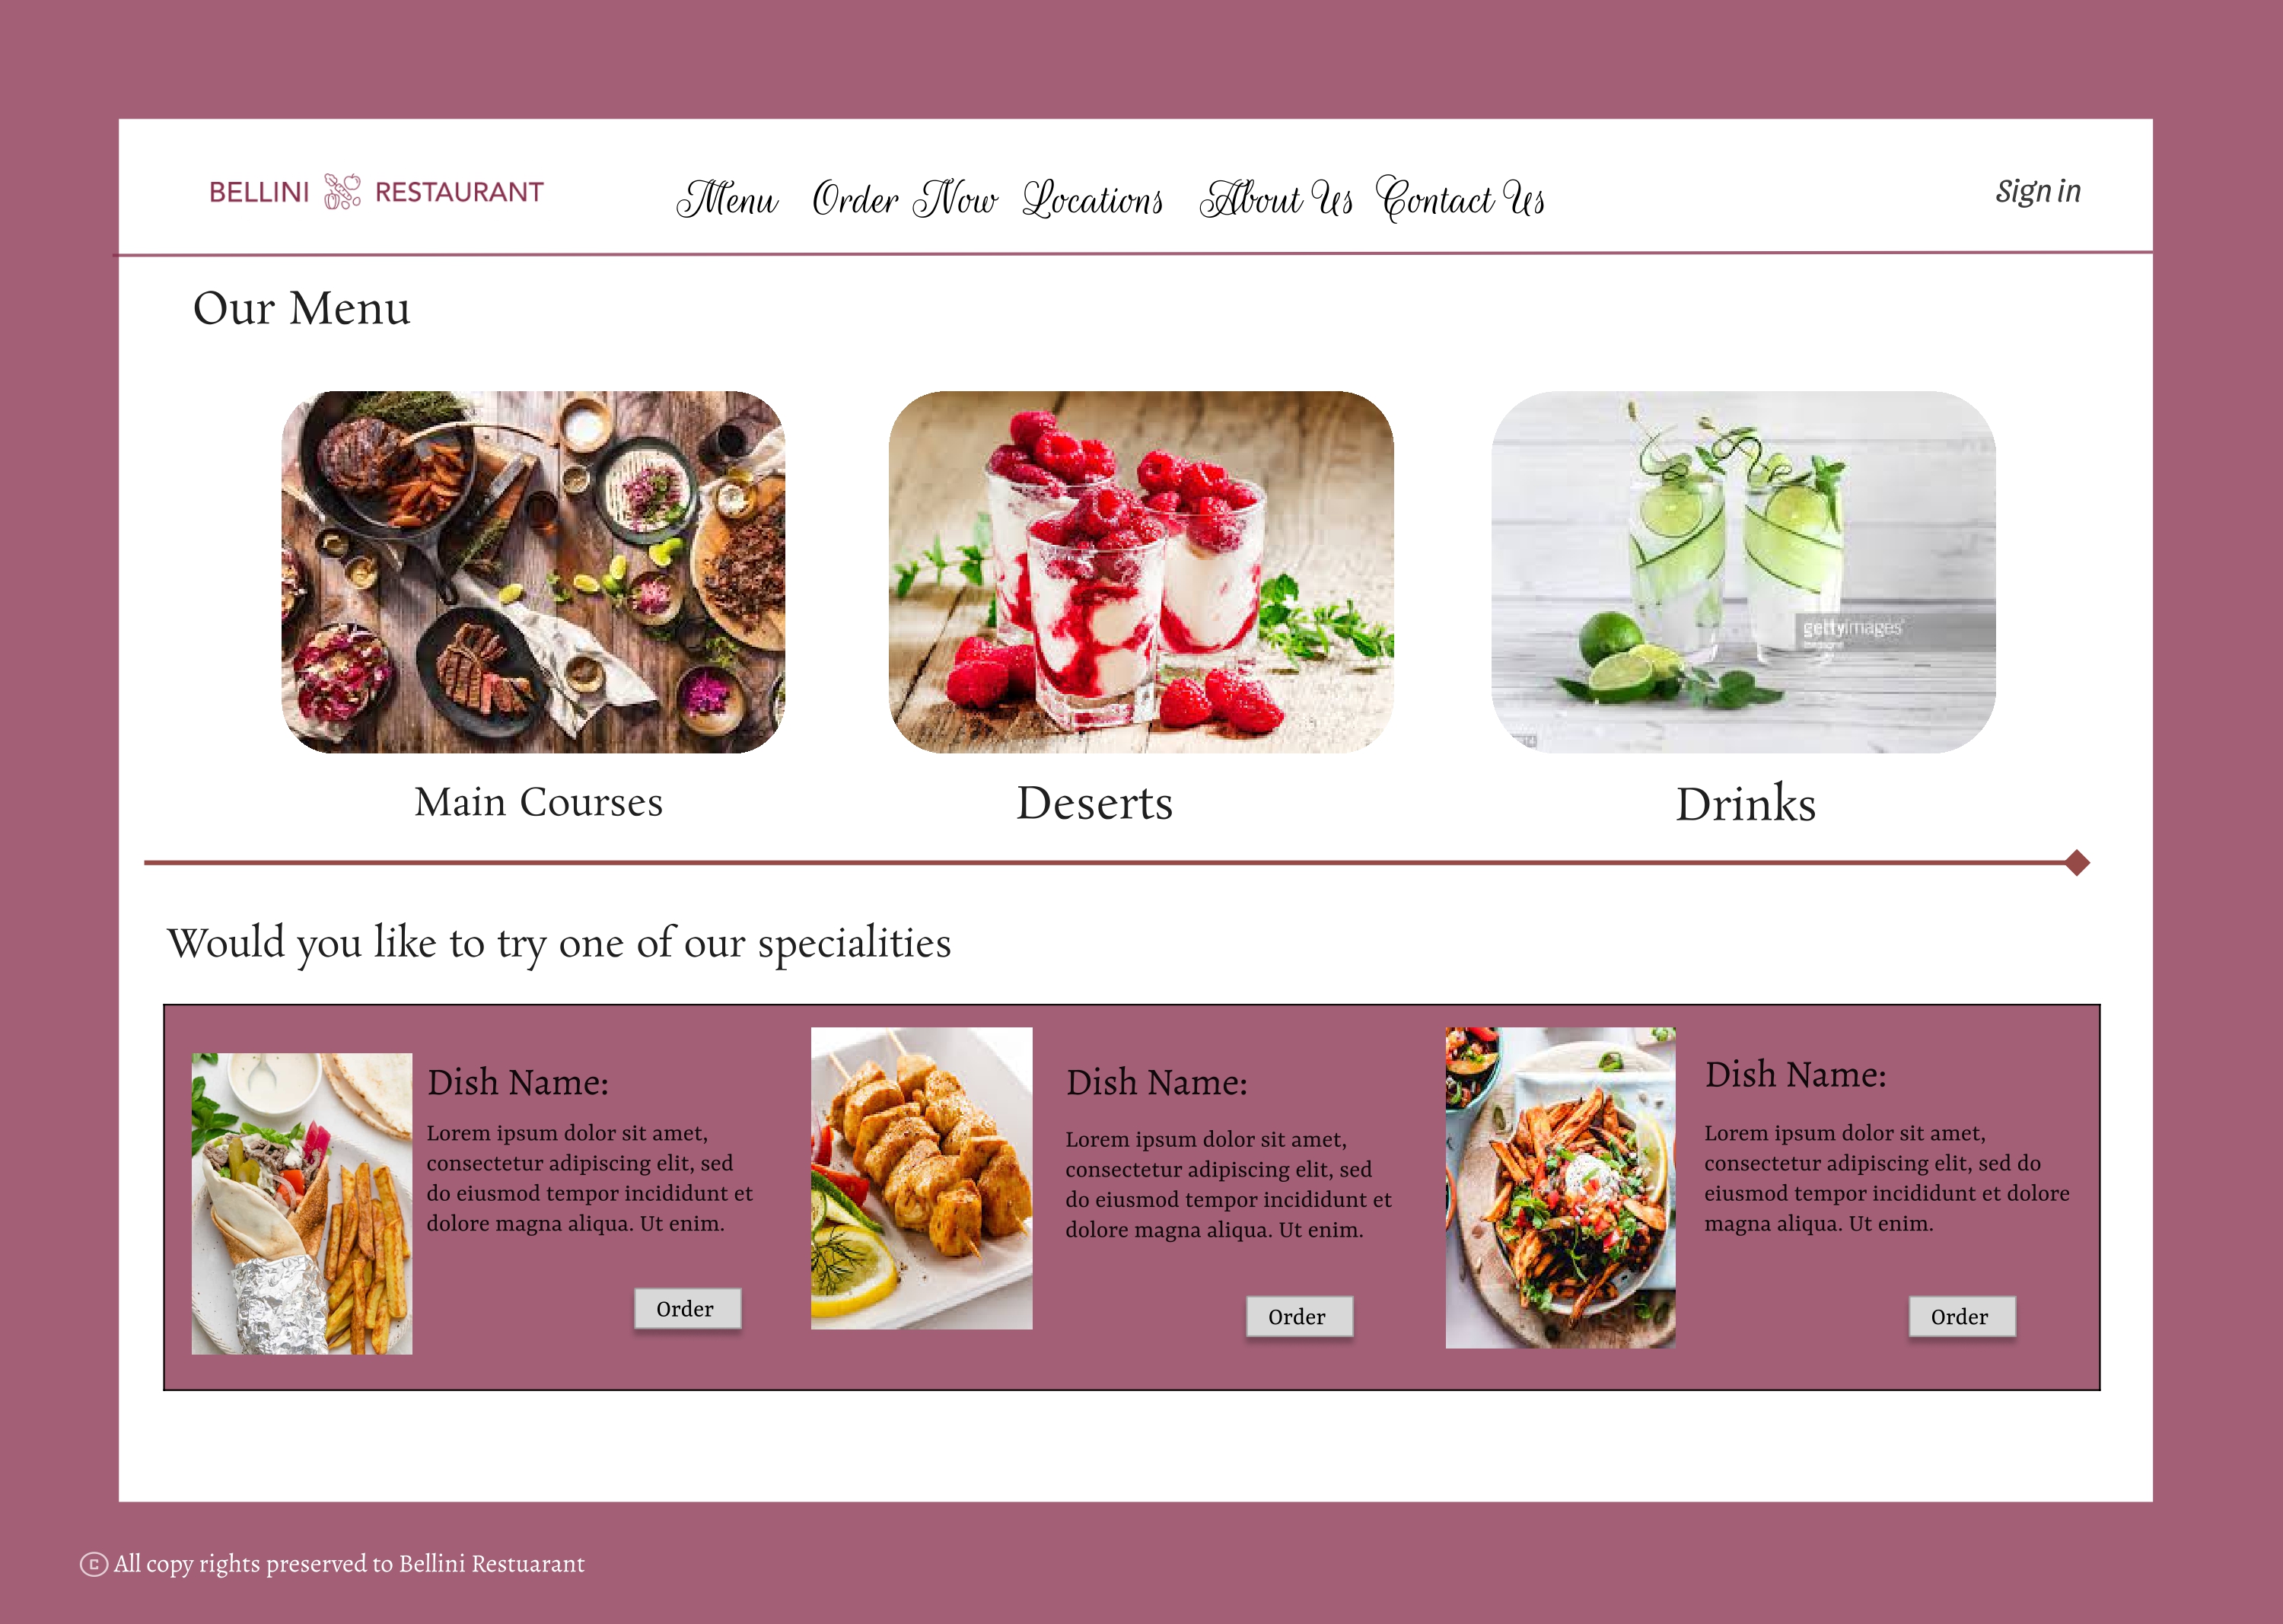 BELLINI RESTAURANT
Menu Order Now Locations About Us Contact Us
Sign in
Our Menu
gettyimages
Main Courses
Deserts
Drinks
Would you like to try one of our specialities
Dish Name:
Lorem ipsum dolor sit amet,
consectetur adipiscing elit, sed
do eiusmod tempor incididunt et
dolore magna aliqua. Ut enim.
Order
Dish Name:
Lorem ipsum dolor sit amet,
consectetur adipiscing elit, sed
do eiusmod tempor incididunt et
dolore magna aliqua. Ut enim.
Order
Dish Name:
Lorem ipsum dolor sit amet,
consectetur adipiscing elit, sed do
eiusmod tempor incididunt et dolore
magna aliqua. Ut enim.
Order
© All copy rights preserved to Bellini Restuarant